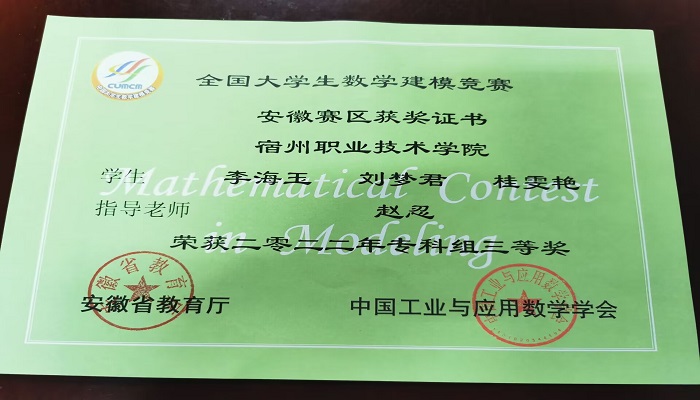 CUMCM
全国大学生数学建模竞赛
安徽赛区获奖证书
宿州职业技术学院
学生 李海玉 刘梦君 桂雯艳
指导老师 赵忍
Mathematical Contest
in Modeling
荣获二零二二年专科组三等奖
安徽省教育厅
中国工业与应用数学学会